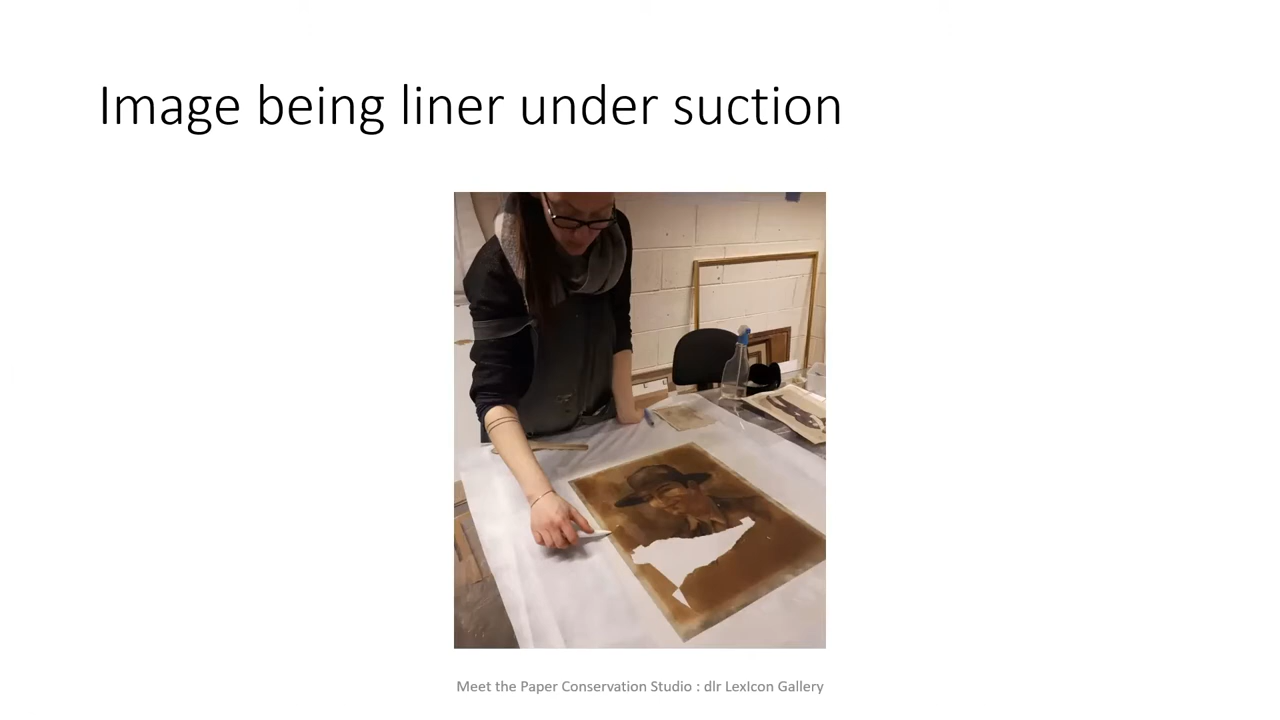 Image being liner under suction
Meet the Paper Conservation Studio : dlr LexIcon Gallery